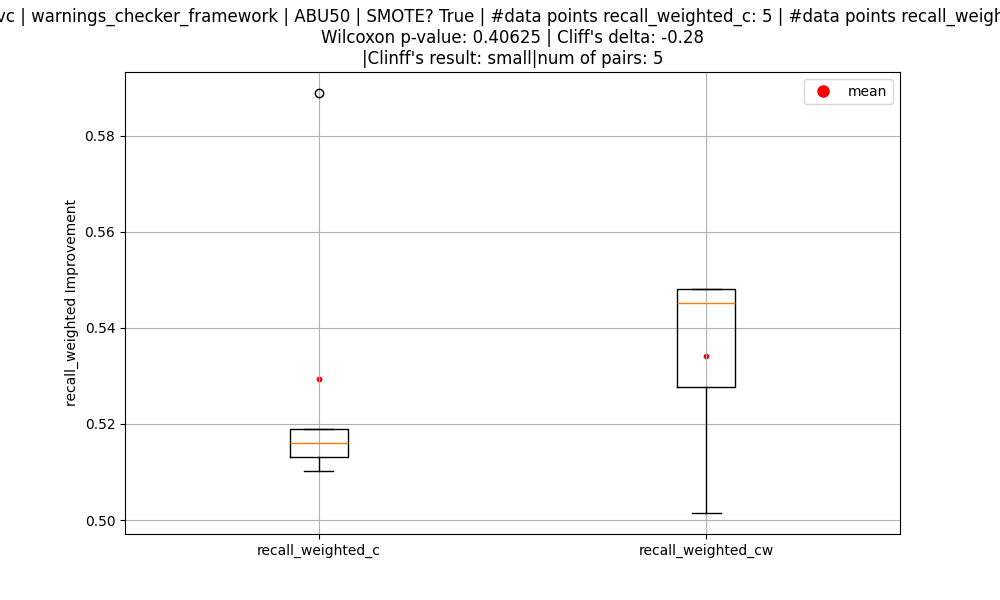 vc | warnings_checker_framework | ABU50 | SMOTE? True | #data points recall_weighted_c: 5 | #data points
Wilcoxon p-value: 0.40625 | Cliff's delta: -0.28
|Clinff's result: small|num of pairs: 5
mean
0.58
0.56
0.54
0.52
0.50
recall_weighted Improvement
recall_weighted_c
recall_weighted_cw